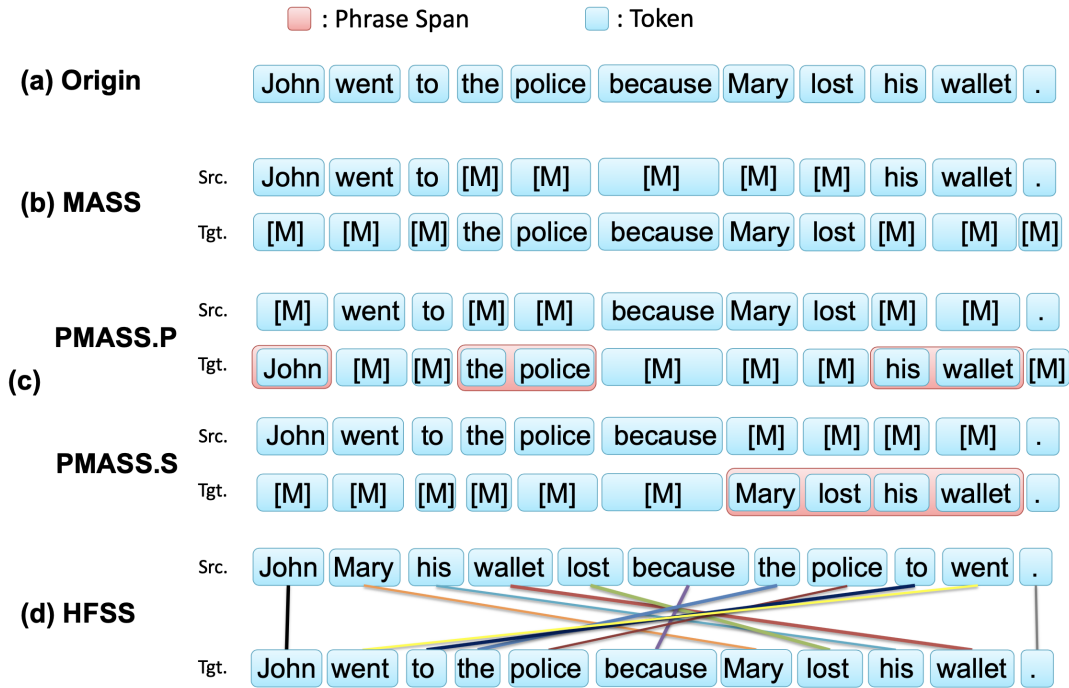 : Phrase Span : Token
(a) Origin John went to the police because Mary lost his wallet .
Src. John went to [M] [M] [M] [M] [M] his wallet .
(b) MASS
Tgt. [M] [M] [M] the police because Mary lost [M] [M] [M]
Src. [M] went to [M] [M] because Mary lost [M] [M] .
PMASS.P
Tgt. John [M] [M] the police [M] [M] [M] his wallet [M]
(c)
Src. John went to the police because [M] [M] [M] [M] .
PMASS.S
Tgt. [M] [M] [M] [M] [M] [M] Mary lost his wallet .
Src. John Mary his wallet lost because the police to went .
(d) HFSS
Tgt. John went to the police because Mary lost his wallet .